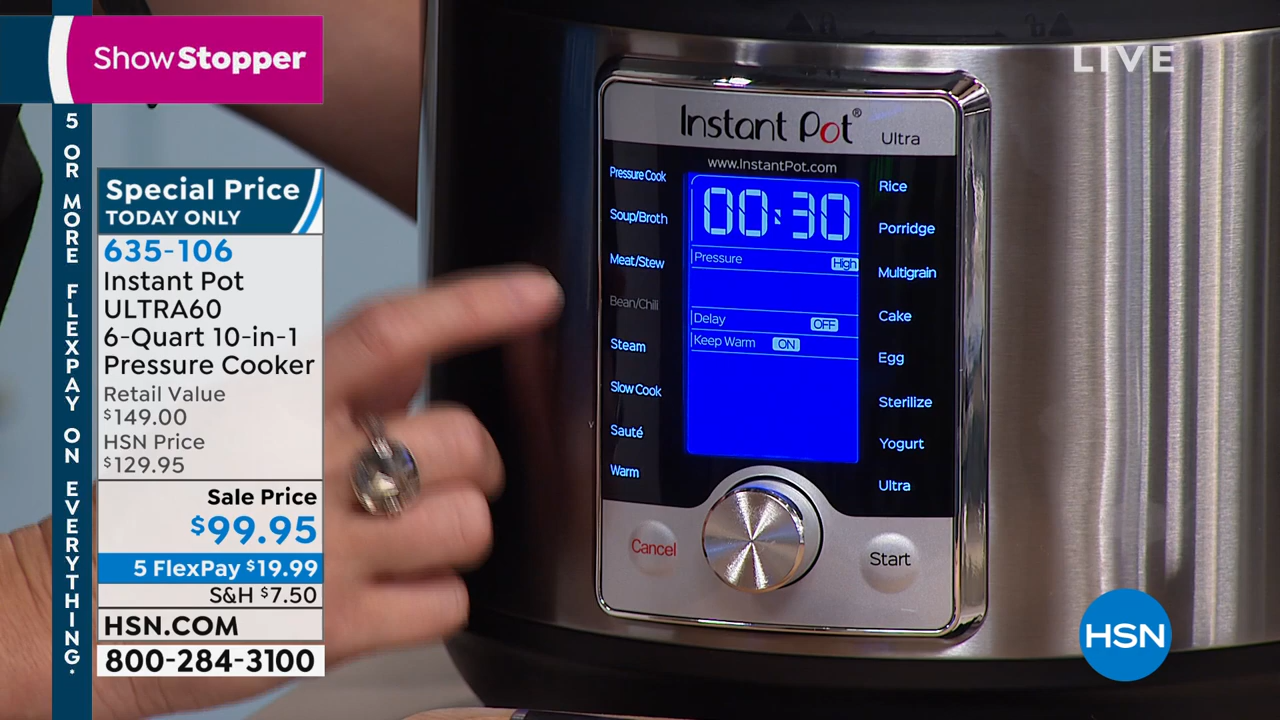 ShowStopper
LIVE
5 OR MORE FLEXPAY ON EVERYTHING.
Special Price
TODAY ONLY
635-106
Instant Pot
ULTRA60
6-Quart 10-in-1
Pressure Cooker
Retail Value
$149.00
HSN Price
$129.95
Sale Price
$99.95
5 FlexPay $19.99
S&H $7.50
HSN.COM
800-284-3100
Instant Pot® Ultra
www.InstantPot.com
Pressure Cook
Soup/Broth
Meat/Stew
Bean/Chili
Steam
Slow Cook
Sauté
Warm
00:30
Pressure High
Delay OFF
Keep Warm ON
Rice
Porridge
Multigrain
Cake
Egg
Sterilize
Yogurt
Ultra
Cancel
Start
HSN